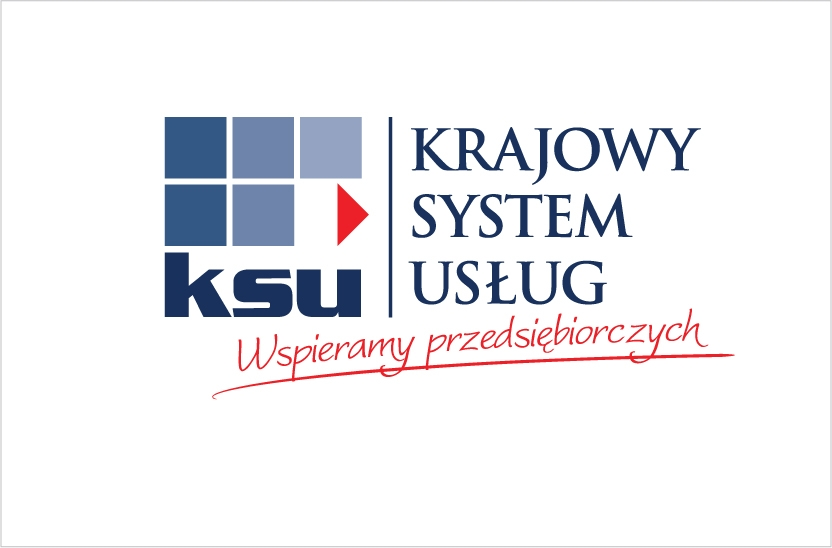 ksu
KRAJOWY
SYSTEM
USŁUG
Wspieramy przedsiębiorczych